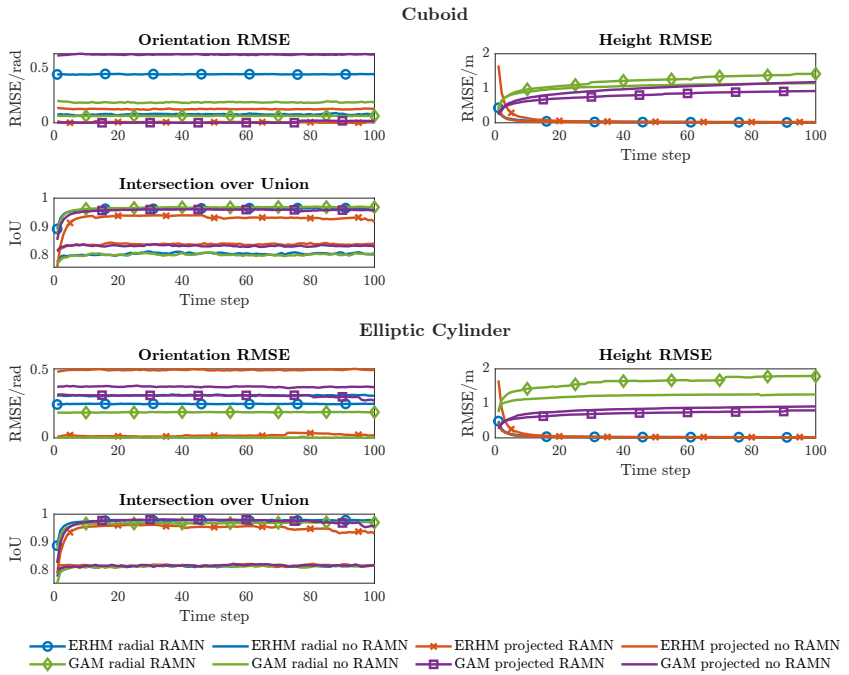 Cuboid
Orientation RMSE
RMSE/rad
0.5
0
0 20 40 60 80 100
Height RMSE
RMSE/m
2
1
0
0 20 40 60 80 100
Time step
Intersection over Union
IoU
1
0.9
0.8
0 20 40 60 80 100
Time step
Elliptic Cylinder
Orientation RMSE
RMSE/rad
0.5
0
0 20 40 60 80 100
Height RMSE
RMSE/m
2
1
0
0 20 40 60 80 100
Time step
Intersection over Union
IoU
1
0.9
0.8
0 20 40 60 80 100
Time step
ERHM radial RAMN ERHM radial no RAMN ERHM projected RAMN ERHM projected no RAMN
GAM radial RAMN GAM radial no RAMN GAM projected RAMN GAM projected no RAMN